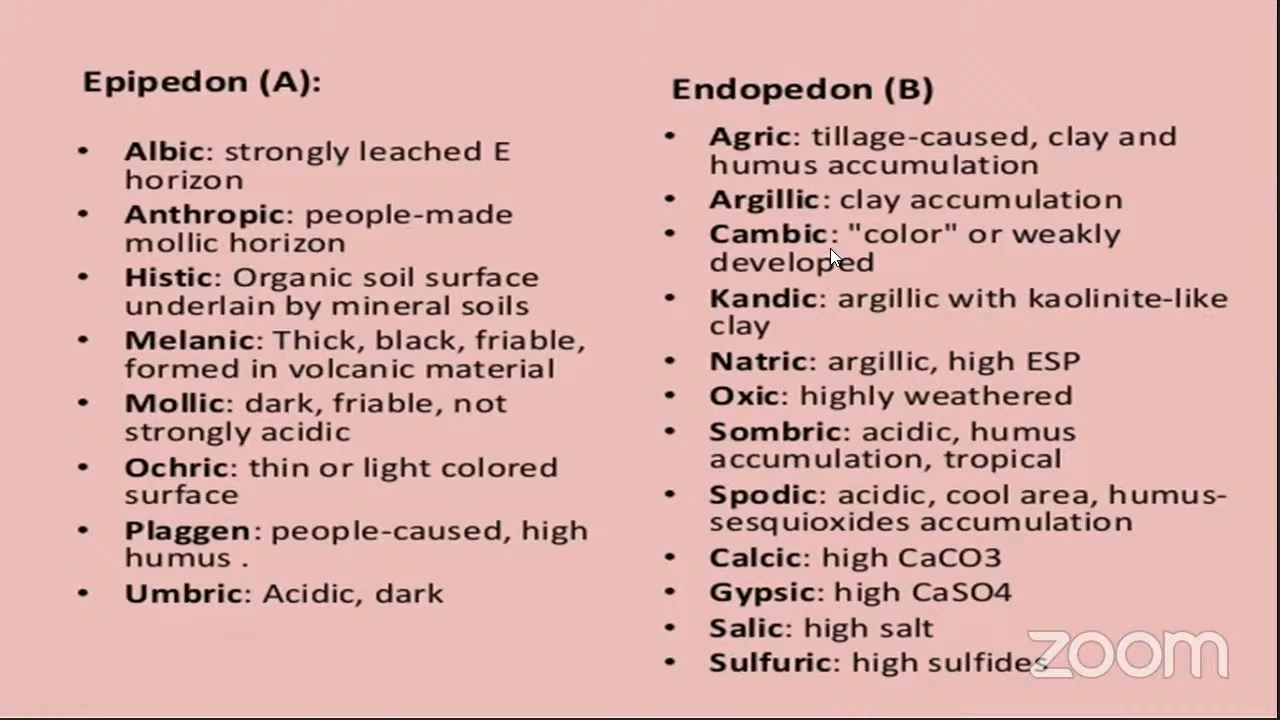 Epipedon (A):
• Albic: strongly leached E
horizon
• Anthropic: people-made
mollic horizon
• Histic: Organic soil surface
underlain by mineral soils
• Melanic: Thick, black, friable,
formed in volcanic material
• Mollic: dark, friable, not
strongly acidic
• Ochric: thin or light colored
surface
• Plaggen: people-caused, high
humus .
• Umbric: Acidic, dark
Endopedon (B)
• Agric: tillage-caused, clay and
humus accumulation
• Argillic: clay accumulation
• Cambic: "color" or weakly
developed
• Kandic: argillic with kaolinite-like
clay
• Natric: argillic, high ESP
• Oxic: highly weathered
• Sombric: acidic, humus
accumulation, tropical
• Spodic: acidic, cool area, humus-
sesquioxides accumulation
• Calcic: high CaCO3
• Gypsic: high CaSO4
• Salic: high salt
• Sulfuric: high sulfides
zoom